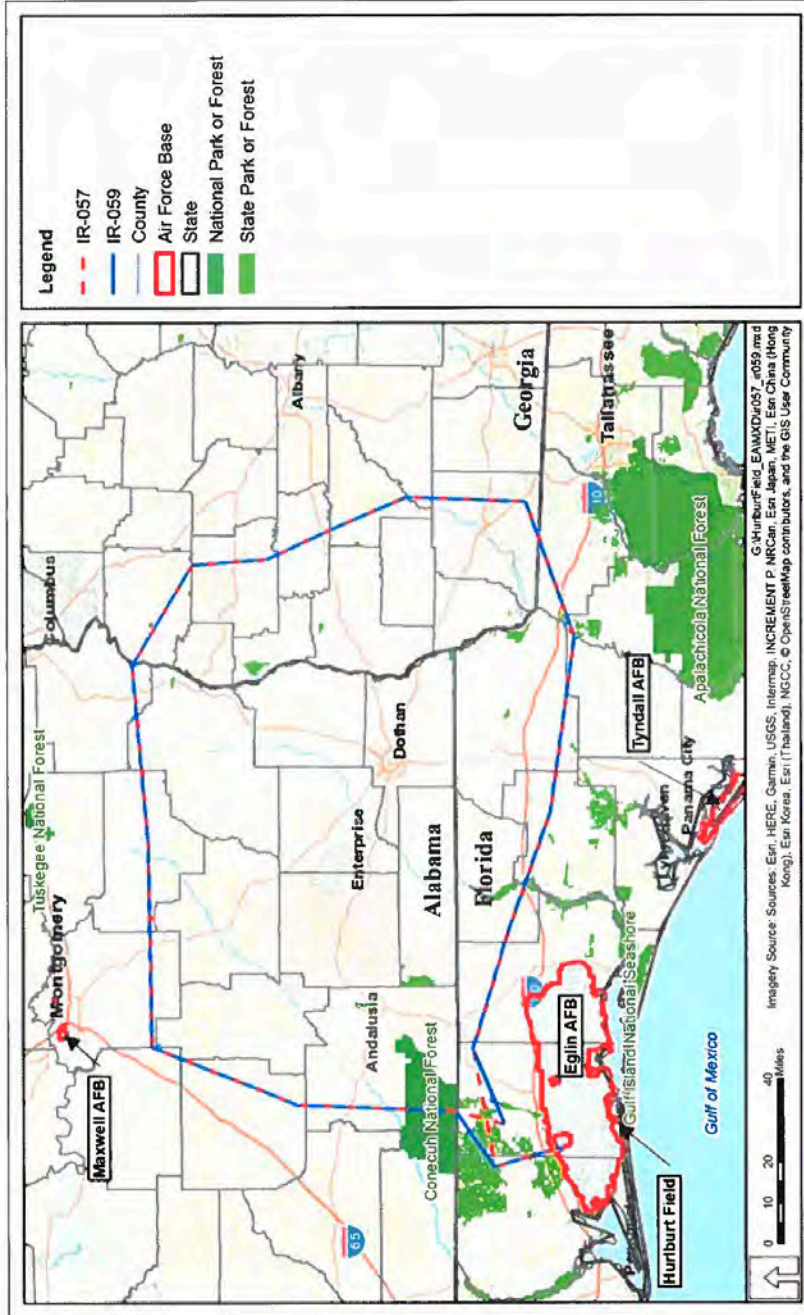 Legend
IR-057
IR-059
County
Air Force Base
State
National Park or Forest
State Park or Forest
Tuskegee National Forest
Columbus
Montgomery
Maxwell AFB
Albany
Enterprise
Dothan
Andalusia
65
Alabama
Conecuh National Forest
Georgia
Florida
10
Tallahassee
Eglin AFB
Tyndall AFB
Apalachicola National Forest
Gulf Island National Seashore
Lynn Haven
Panama City
Hurlburt Field
Gulf of Mexico
0 10 20 40
Miles
G:\HurlburtField_EA\MXD\ir057_ir059.mxd
Imagery Source: Sources: Esri, HERE, Garmin, USGS, Intermap, INCREMENT P, NRCan, Esri Japan, METI, Esri China (Hong
Kong), Esri Korea, Esri (Thailand), NGCC, © OpenStreetMap contributors, and the GIS User Community